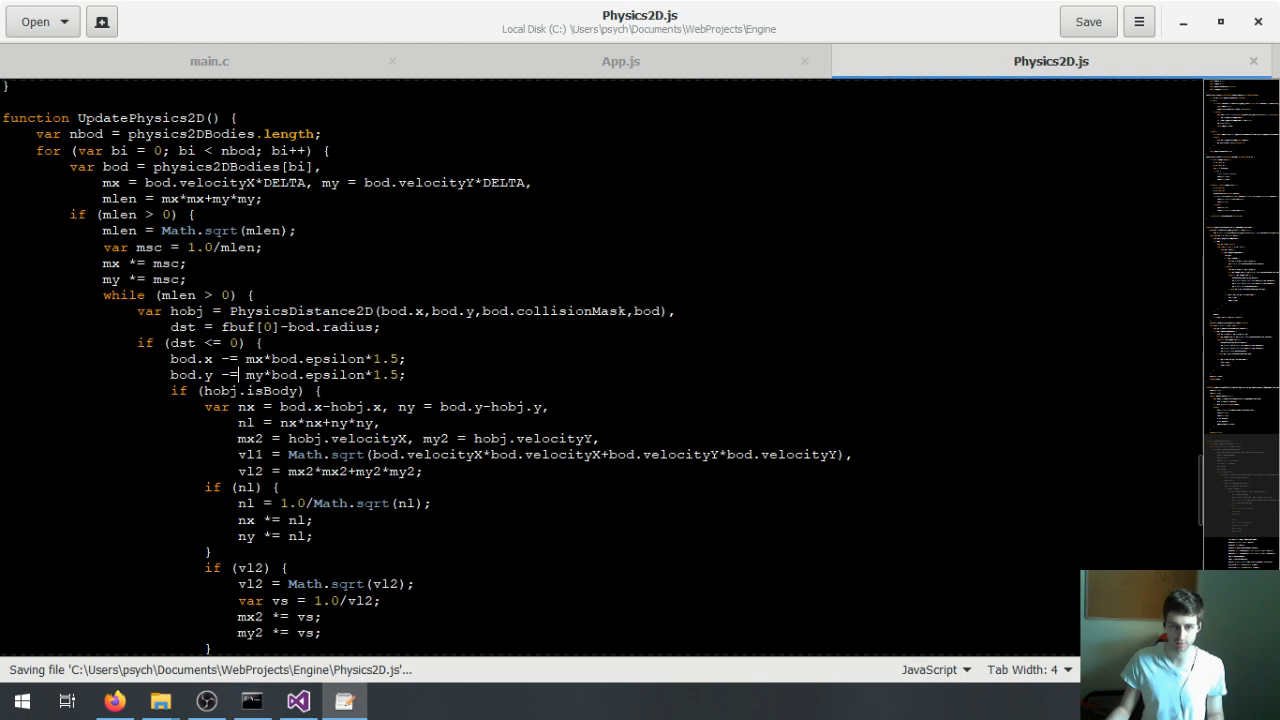 Open
Physics2D.js
Local Disk (C:) \Users\psych\Documents\WebProjects\Engine
Save
main.c
App.js
Physics2D.js
}
function UpdatePhysics2D() {
var nbod = physics2DBodies.length;
for (var bi = 0; bi < nbod; bi++) {
var bod = physics2DBodies[bi],
mx = bod.velocityX*DELTA, my = bod.velocityY*DELTA,
mlen = mx*mx+my*my;
if (mlen > 0) {
mlen = Math.sqrt(mlen);
var msc = 1.0/mlen;
mx *= msc;
my *= msc;
while (mlen > 0) {
var hobj = PhysicsDistance2D(bod.x,bod.y,bod.collisionMask,bod),
dst = fbuf[0]-bod.radius;
if (dst <= 0) {
bod.x -= mx*bod.epsilon*1.5;
bod.y -= my*bod.epsilon*1.5;
if (hobj.isBody) {
var nx = bod.x-hobj.x, ny = bod.y-hobj.y,
nl = nx*nx+ny*ny,
mx2 = hobj.velocityX, my2 = hobj.velocityY,
vl1 = Math.sqrt(bod.velocityX*bod.velocityX+bod.velocityY*bod.velocityY),
vl2 = mx2*mx2+my2*my2;
if (nl) {
nl = 1.0/Math.sqrt(nl);
nx *= nl;
ny *= nl;
}
if (vl2) {
vl2 = Math.sqrt(vl2);
var vs = 1.0/vl2;
mx2 *= vs;
my2 *= vs;
}
Saving file 'C:\Users\psych\Documents\WebProjects\Engine\Physics2D.js'...
JavaScript
Tab Width: 4